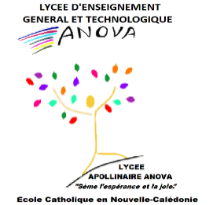 LYCEE D'ENSEIGNEMENT
GENERAL ET TECHNOLOGIQUE
ANOVA
LYCEE
APOLLINAIRE ANOVA
"Sème l'espérance et la joie."
Ecole Catholique en Nouvelle-Calédonie